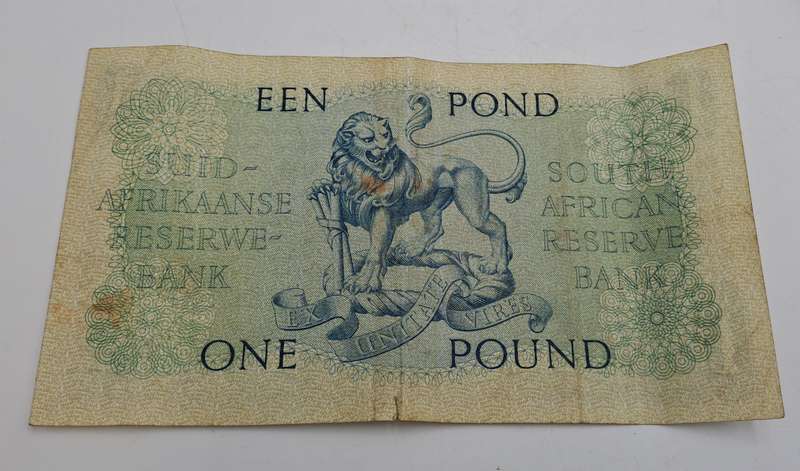 EEN POND
SUID-
AFRIKAANSE
RESERWE-
BANK
SOUTH
AFRICAN
RESERVE
BANK
EX UNITATE VIRES
ONE POUND